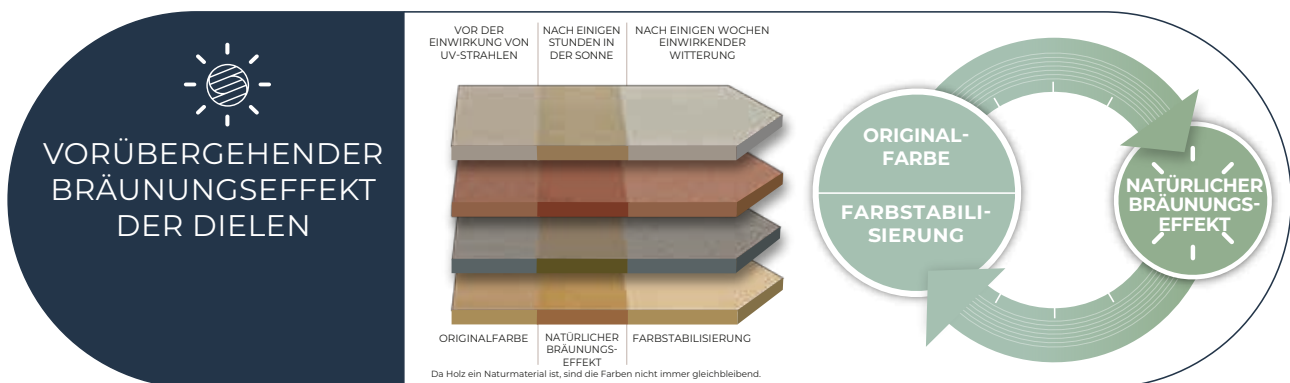 VORÜBERGEHENDER
BRÄUNUNGSEFFEKT
DER DIELEN
VOR DER
EINWIRKUNG VON
UV-STRAHLEN
NACH EINIGEN
STUNDEN IN
DER SONNE
NACH EINIGEN WOCHEN
EINWIRKENDER
WITTERUNG
ORIGINALFARBE
NATÜRLICHER
BRÄUNUNGS-
EFFEKT
FARBSTABILISIERUNG
Da Holz ein Naturmaterial ist, sind die Farben nicht immer gleichbleibend.
ORIGINAL-
FARBE
FARBSTABILI-
SIERUNG
NATÜRLICHER
BRÄUNUNGS-
EFFEKT